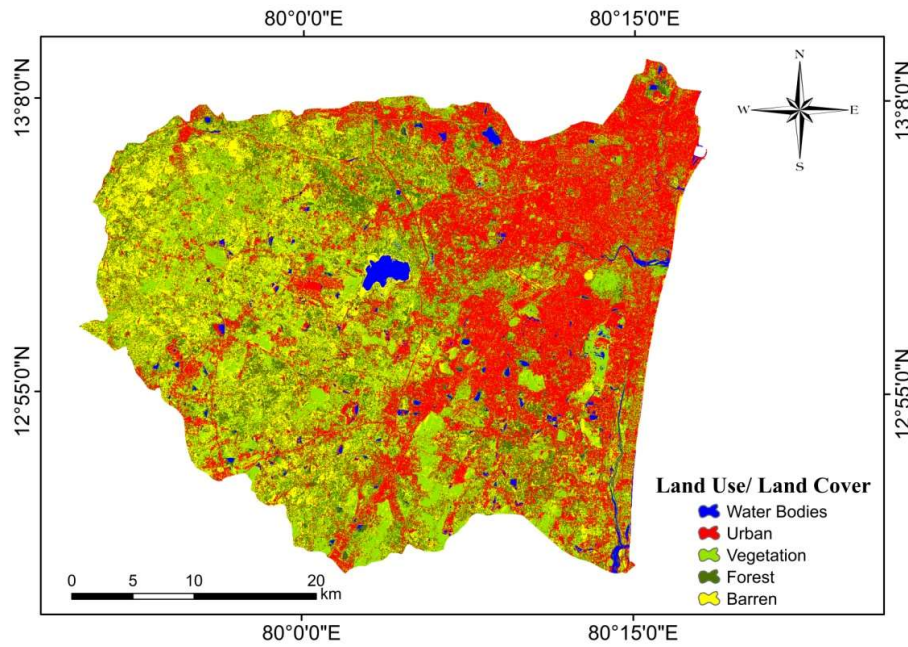 80°0'0"E 80°15'0"E
13°8'0"N
13°8'0"N
N
W E
S
12°55'0"N
12°55'0"N
Land Use/ Land Cover
Water Bodies
Urban
Vegetation
Forest
Barren
0 5 10 20
km
80°0'0"E 80°15'0"E